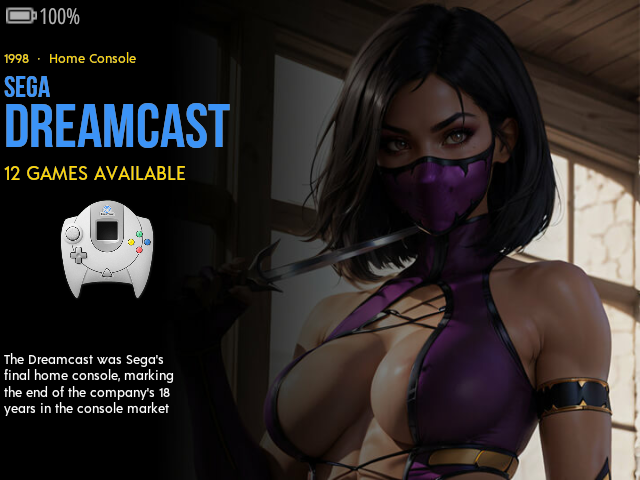 100%
1998 · Home Console
SEGA
DREAMCAST
12 GAMES AVAILABLE
The Dreamcast was Sega's
final home console, marking
the end of the company's 18
years in the console market